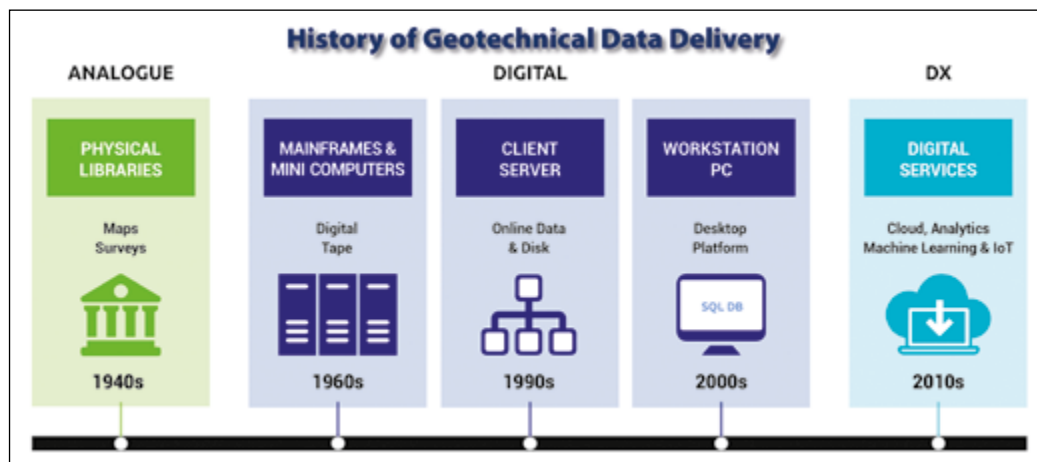 History of Geotechnical Data Delivery
ANALOGUE
DIGITAL
DX
PHYSICAL
LIBRARIES
Maps
Surveys
1940s
MAINFRAMES &
MINI COMPUTERS
Digital
Tape
1960s
CLIENT
SERVER
Online Data
& Disk
1990s
WORKSTATION
PC
Desktop
Platform
SQL DB
2000s
DIGITAL
SERVICES
Cloud, Analytics
Machine Learning & IoT
2010s